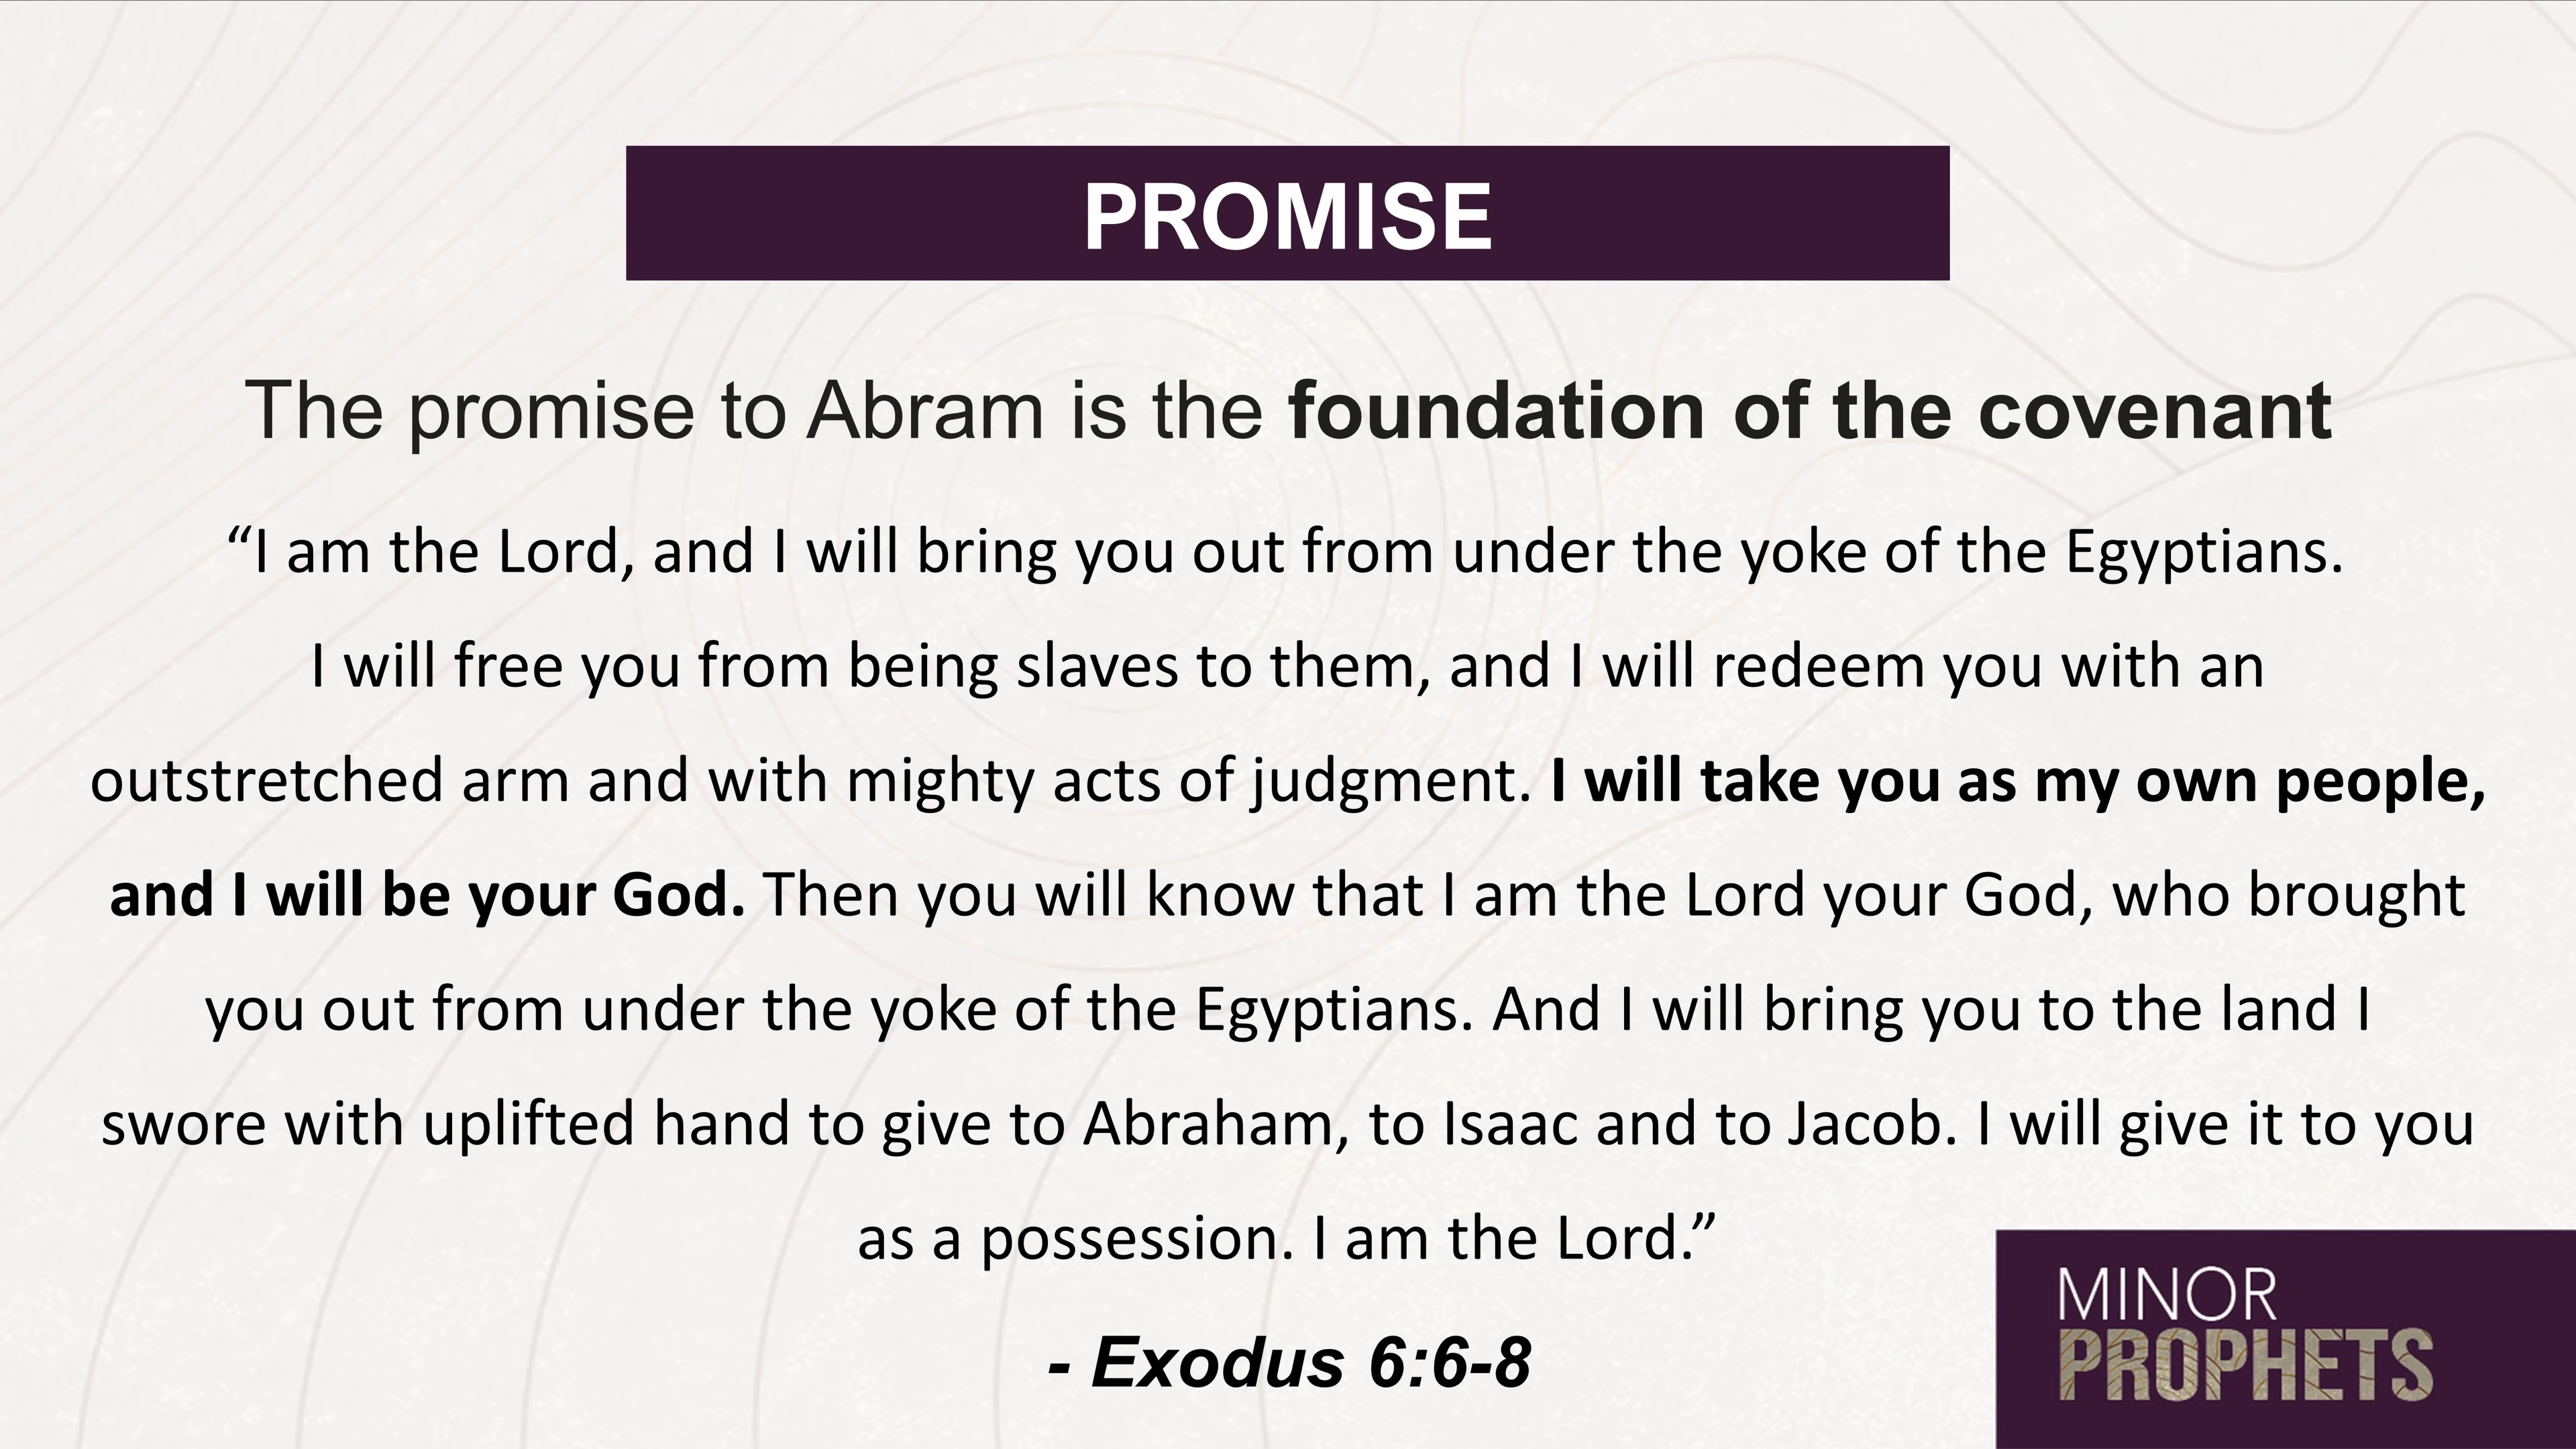 PROMISE
The promise to Abram is the foundation of the covenant
“I am the Lord, and I will bring you out from under the yoke of the Egyptians.
I will free you from being slaves to them, and I will redeem you with an
outstretched arm and with mighty acts of judgment. I will take you as my own people,
and I will be your God. Then you will know that I am the Lord your God, who brought
you out from under the yoke of the Egyptians. And I will bring you to the land I
swore with uplifted hand to give to Abraham, to Isaac and to Jacob. I will give it to you
as a possession. I am the Lord.”
- Exodus 6:6-8
MINOR
PROPHETS